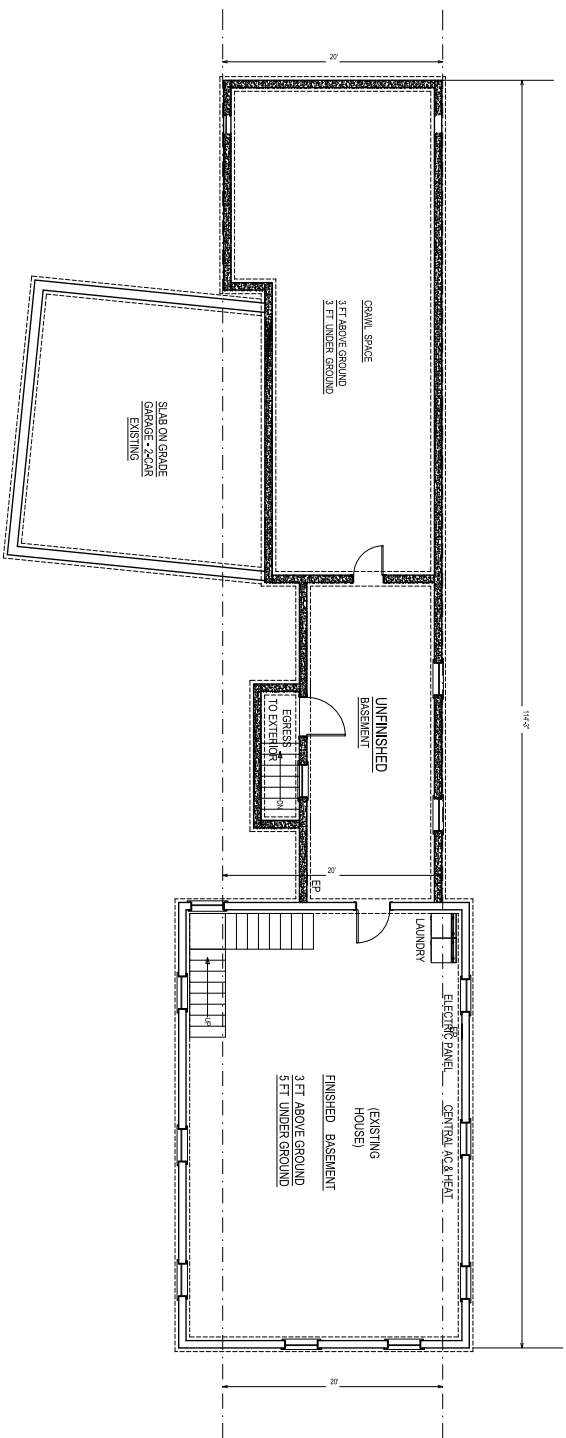 20'
CRAWL SPACE
3 FT ABOVE GROUND
3 FT UNDER GROUND
SLAB ON GRADE
GARAGE - 2-CAR
EXISTING
UNFINISHED
BASEMENT
114'-3"
EGRESS
TO EXTERIOR
DN
20'
EP
LAUNDRY
ELECTRIC PANEL
EP
CENTRAL AC & HEAT
UP
(EXISTING
HOUSE)
FINISHED BASEMENT
3 FT ABOVE GROUND
5 FT UNDER GROUND
20'